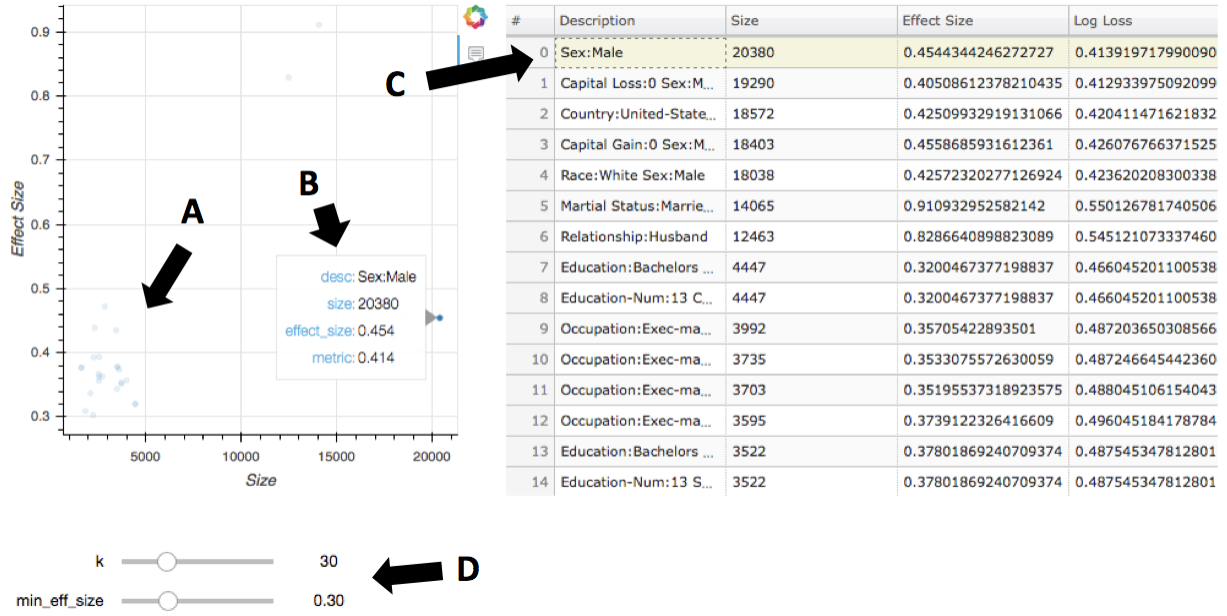 0.9
0.8
0.7
0.6
0.5
0.4
0.3
Effect Size
5000 10000 15000 20000
Size
A
B
C
D
desc: Sex:Male
size: 20380
effect_size: 0.454
metric: 0.414
# Description Size Effect Size Log Loss
0 Sex:Male 20380 0.4544344246272727 0.413919717990090
1 Capital Loss:0 Sex:M... 19290 0.40508612378210435 0.412933975092099
2 Country:United-State... 18572 0.42509932919131066 0.420411471621832
3 Capital Gain:0 Sex:M... 18403 0.4558685931612361 0.426076766371525
4 Race:White Sex:Male 18038 0.42572320277126924 0.423620208300338
5 Martial Status:Marrie... 14065 0.910932952582142 0.550126781740506
6 Relationship:Husband 12463 0.8286640898823089 0.545121073337460
7 Education:Bachelors ... 4447 0.3200467377198837 0.466045201100538
8 Education-Num:13 C... 4447 0.3200467377198837 0.466045201100538
9 Occupation:Exec-ma... 3992 0.35705422893501 0.487203650308566
10 Occupation:Exec-ma... 3735 0.3533075572630059 0.487246645442360
11 Occupation:Exec-ma... 3703 0.35195537318923575 0.488045106154043
12 Occupation:Exec-ma... 3595 0.37391223326416609 0.496045184178784
13 Education:Bachelors ... 3522 0.37801869240709374 0.487545347812801
14 Education-Num:13 S... 3522 0.37801869240709374 0.487545347812801
k 30
min_eff_size 0.30